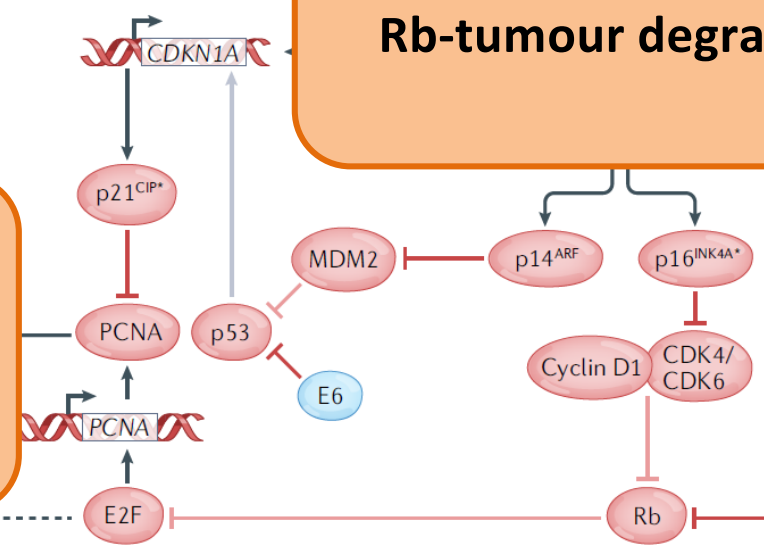 Rb-tumour degra
CDKN1A
p21CIP*
MDM2
p14ARF
p16INK4A*
PCNA
p53
Cyclin D1
CDK4/
CDK6
E6
PCNA
E2F
Rb